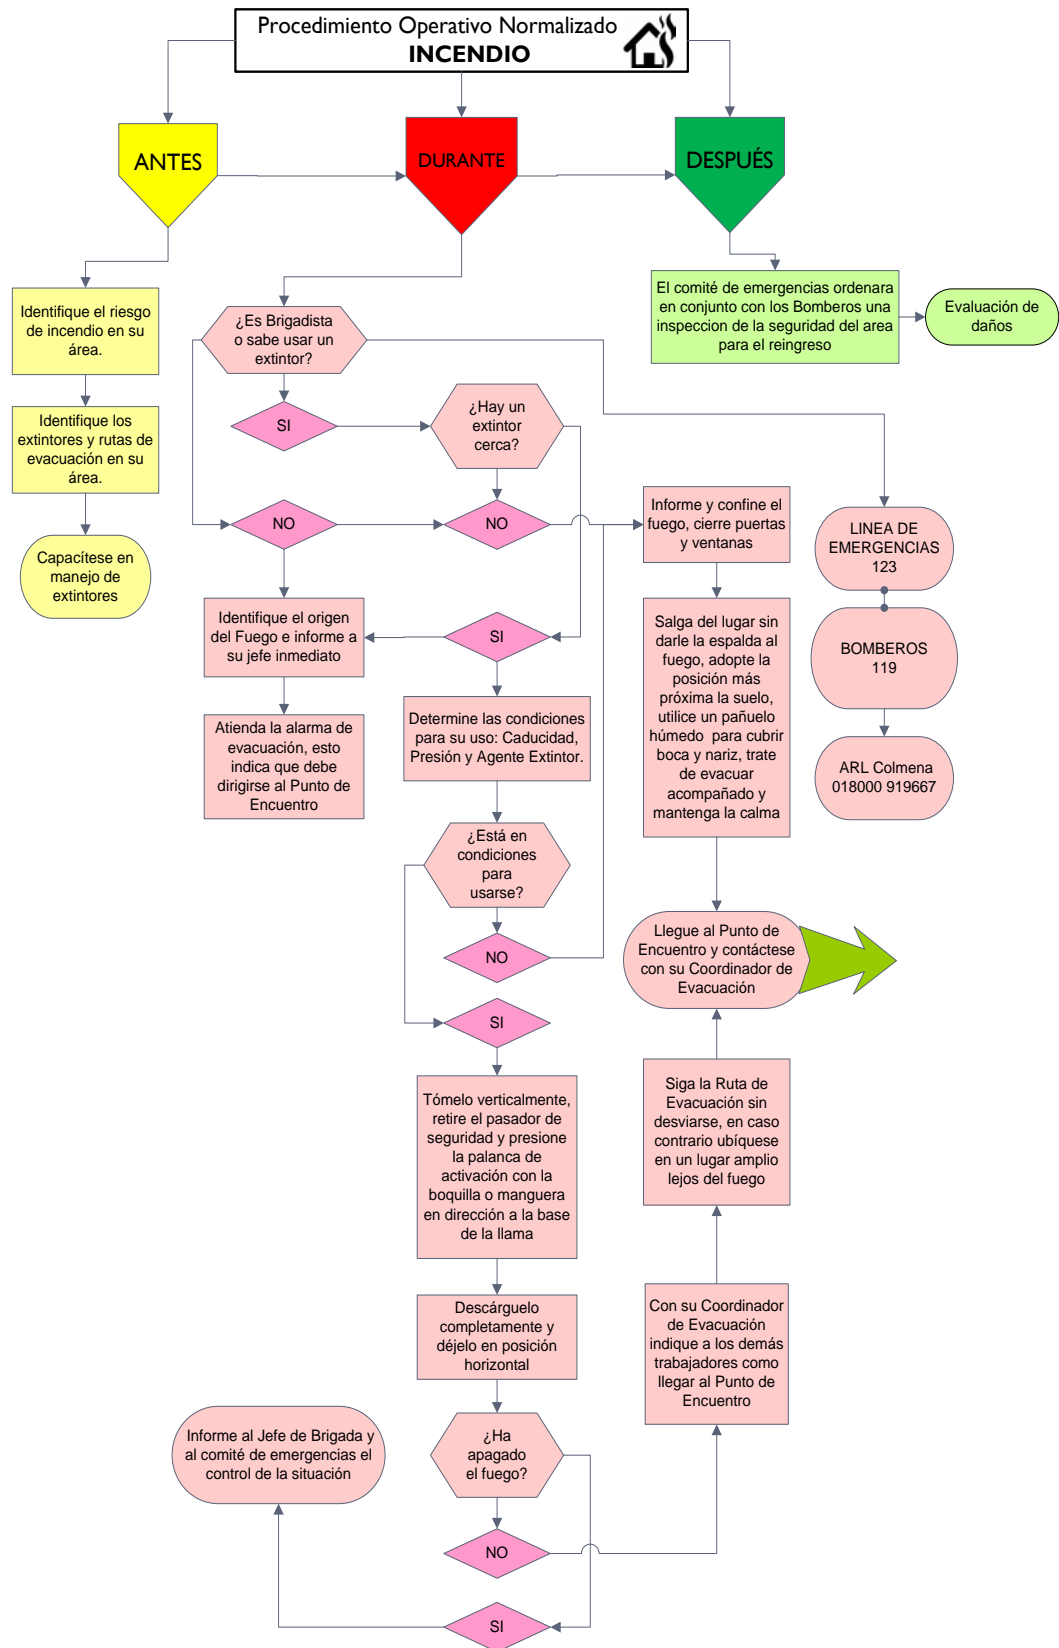 Procedimiento Operativo Normalizado
INCENDIO
ANTES
DURANTE
DESPUÉS
Identifique el riesgo
de incendio en su
área.
Identifique los
extintores y rutas de
evacuación en su
área.
Capacítese en
manejo de
extintores
¿Es Brigadista
o sabe usar un
extintor?
SI
¿Hay un
extintor
cerca?
NO
NO
Identifique el origen
del Fuego e informe a
su jefe inmediato
SI
Atienda la alarma de
evacuación, esto
indica que debe
dirigirse al Punto de
Encuentro
Determine las condiciones
para su uso: Caducidad,
Presión y Agente Extintor.
¿Está en
condiciones
para
usarse?
NO
SI
Tómelo verticalmente,
retire el pasador de
seguridad y presione
la palanca de
activación con la
boquilla o manguera
en dirección a la base
de la llama
Descárguelo
completamente y
déjelo en posición
horizontal
¿Ha
apagado
el fuego?
NO
SI
Informe al Jefe de Brigada y
al comité de emergencias el
control de la situación
Informe y confine el
fuego, cierre puertas
y ventanas
Salga del lugar sin
darle la espalda al
fuego, adopte la
posición más
próxima la suelo,
utilice un pañuelo
húmedo para cubrir
boca y nariz, trate
de evacuar
acompañado y
mantenga la calma
Llegue al Punto de
Encuentro y contáctese
con su Coordinador de
Evacuación
Siga la Ruta de
Evacuación sin
desviarse, en caso
contrario ubíquese
en un lugar amplio
lejos del fuego
Con su Coordinador
de Evacuación
indique a los demás
trabajadores como
llegar al Punto de
Encuentro
LINEA DE
EMERGENCIAS
123
BOMBEROS
119
ARL Colmena
018000 919667
El comité de emergencias ordenara
en conjunto con los Bomberos una
inspeccion de la seguridad del area
para el reingreso
Evaluación de
daños